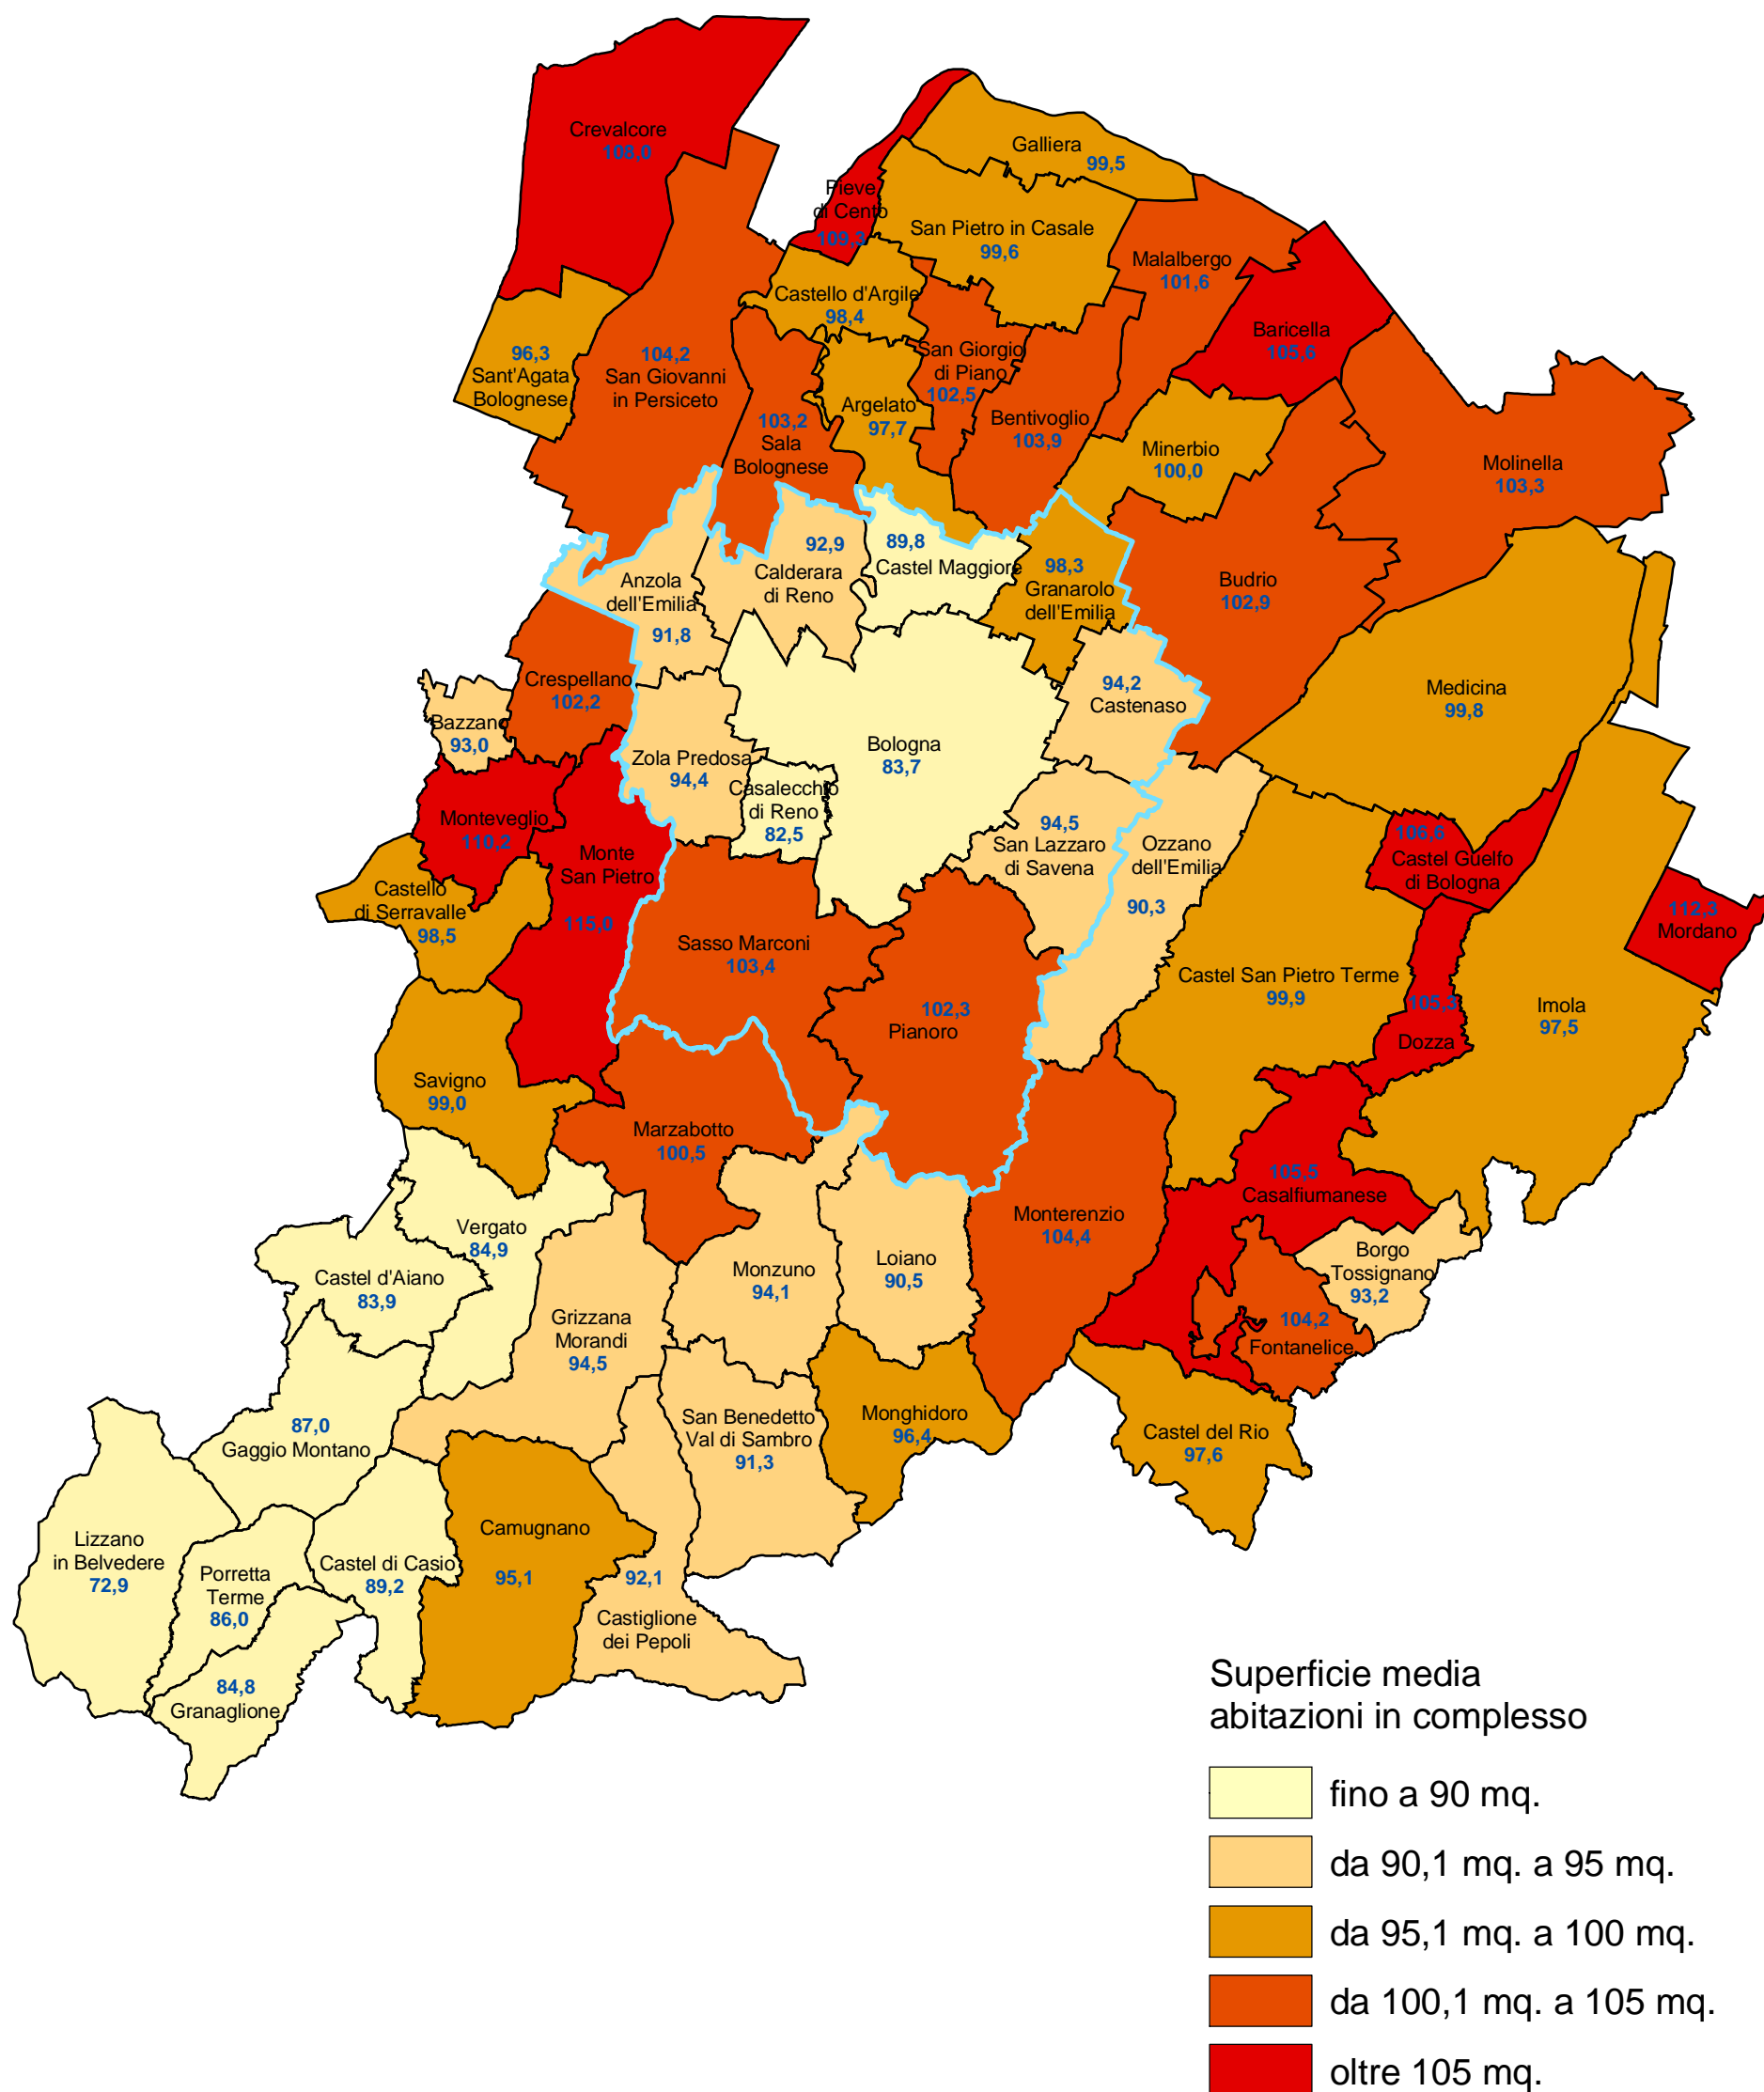 Crevalcore
108,0
Galliera
99,5
Pieve
di Cento
109,3
San Pietro in Casale
99,6
Malalbergo
101,6
Castello d'Argile
98,4
Baricella
105,6
96,3
Sant'Agata
Bolognese
104,2
San Giovanni
in Persiceto
San Giorgio
di Piano
102,5
Argelato
97,7
103,2
Sala
Bolognese
Bentivoglio
103,9
Minerbio
100,0
Molinella
103,3
92,9
Calderara
di Reno
89,8
Castel Maggiore
98,3
Granarolo
dell'Emilia
Budrio
102,9
Anzola
dell'Emilia
91,8
Crespellano
102,2
94,2
Castenaso
Medicina
99,8
Bazzano
93,0
Bologna
83,7
Zola Predosa
94,4
Casalecchio
di Reno
82,5
Monteveglio
110,2
Monte
San Pietro
115,0
94,5
San Lazzaro
di Savena
Ozzano
dell'Emilia
90,3
106,6
Castel Guelfo
di Bologna
Castello
di Serravalle
98,5
112,3
Mordano
Sasso Marconi
103,4
Castel San Pietro Terme
99,9
105,3
Dozza
Imola
97,5
102,3
Pianoro
Savigno
99,0
Marzabotto
100,5
105,5
Casalfiumanese
Vergato
84,9
Monterenzio
104,4
Castel d'Aiano
83,9
Monzuno
94,1
Loiano
90,5
Borgo
Tossignano
93,2
Grizzana
Morandi
94,5
104,2
Fontanelice
87,0
Gaggio Montano
San Benedetto
Val di Sambro
91,3
Monghidoro
96,4
Castel del Rio
97,6
Lizzano
in Belvedere
72,9
Porretta
Terme
86,0
Castel di Casio
89,2
Camugnano
95,1
92,1
Castiglione
dei Pepoli
84,8
Granaglione
Superficie media
abitazioni in complesso
fino a 90 mq.
da 90,1 mq. a 95 mq.
da 95,1 mq. a 100 mq.
da 100,1 mq. a 105 mq.
oltre 105 mq.